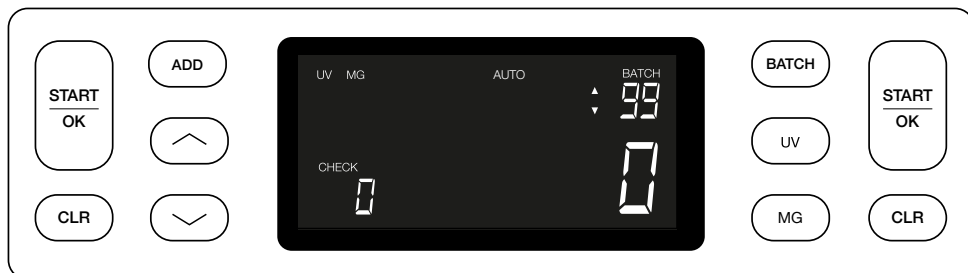 START
OK
CLR
ADD
UV MG AUTO BATCH
99
CHECK
0
0
BATCH
UV
MG
START
OK
CLR